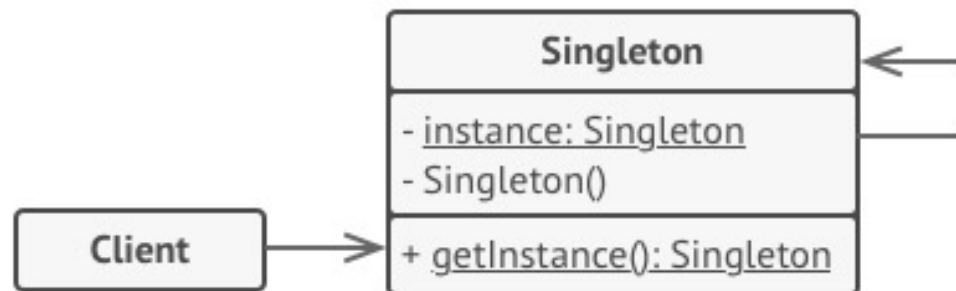 Singleton
- instance: Singleton
- Singleton()
Client
+ getInstance(): Singleton